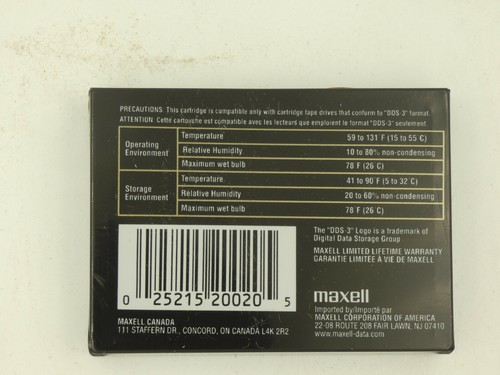 PRECAUTIONS: This cartridge is compatible only with cartridge tape drives that conform to "DDS-3" format.
ATTENTION: Cette cartouche est compatible avec les lecteurs que emploient le format "DDS-3" seulement.
Operating Environment
Temperature 59 to 131°F (15 to 55°C)
Relative Humidity 10 to 80% non-condensing
Maximum wet bulb 78°F (26°C)
Storage Environment
Temperature 41 to 90°F (5 to 32°C)
Relative Humidity 20 to 60% non-condensing
Maximum wet bulb 78°F (26°C)
The "DDS-3" Logo is a trademark of
Digital Data Storage Group
MAXELL LIMITED LIFETIME WARRANTY
GARANTIE LIMITÉE À VIE DE MAXELL
0 25215 20020 5
MAXELL CANADA
111 STAFFERN DR., CONCORD, ON CANADA L4K 2R2
maxell
Imported by/Importé par
MAXELL CORPORATION OF AMERICA
22-08 ROUTE 208 FAIR LAWN, NJ 07410
www.maxell-data.com